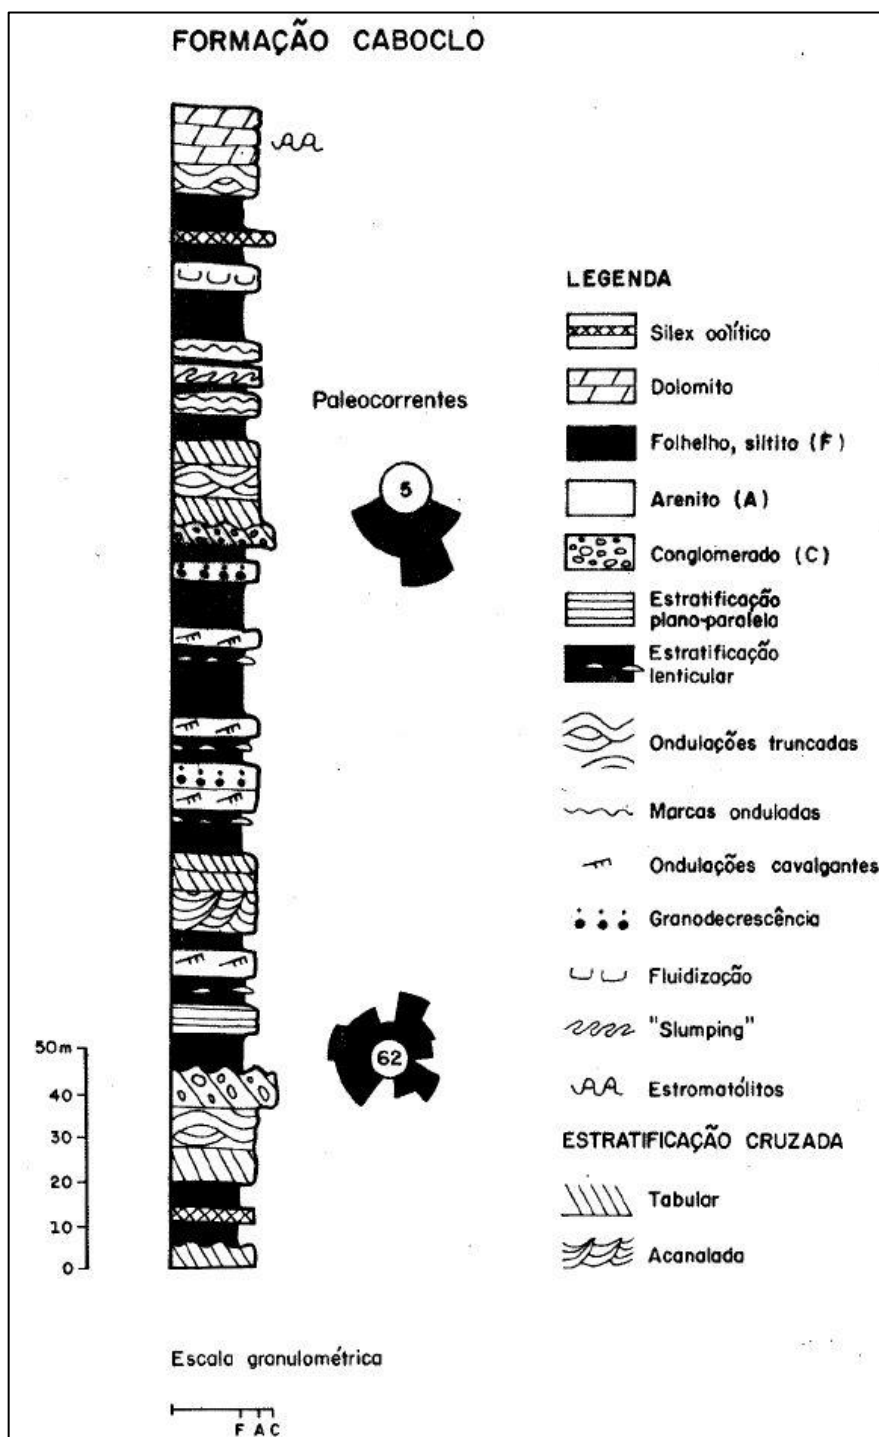 FORMAÇÃO CABOCLO
LEGENDA
Silex oolítico
Dolomito
Paleocorrentes
Folhelho, siltito (F)
5
Arenito (A)
Conglomerado (C)
Estratificação
plano-paralela
Estratificação
lenticular
Ondulações truncadas
Marcas onduladas
Ondulações cavalgantes
Granodecrescência
Fluidização
"Slumping"
62
50m
40
30
20
10
0
Estromatólitos
ESTRATIFICAÇÃO CRUZADA
Tabular
Acanalada
Escala granulométrica
F A C